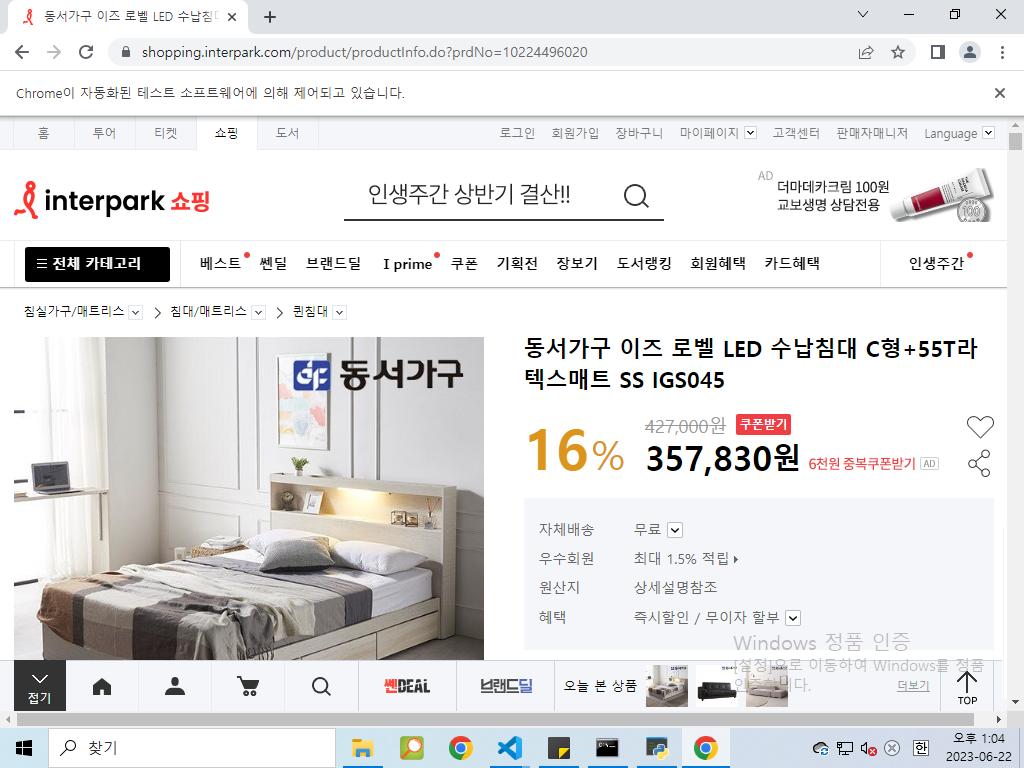 동서가구 이즈 로벨 LED 수납침대
shopping.interpark.com/product/productInfo.do?prdNo=10224496020
Chrome이 자동화된 테스트 소프트웨어에 의해 제어되고 있습니다.
홈 투어 티켓 쇼핑 도서 로그인 회원가입 장바구니 마이페이지 고객센터 판매자매니저 Language
interpark 쇼핑
인생주간 상반기 결산!!
AD 더마데카크림 100원
교보생명 상담전용
100
전체 카테고리 베스트 쎈딜 브랜드딜 I prime 쿠폰 기획전 장보기 도서랭킹 회원혜택 카드혜택 인생주간
침실가구/매트리스 침대/매트리스 퀸침대
동서가구
동서가구 이즈 로벨 LED 수납침대 C형+55T라
텍스매트 SS IGS045
16% 427,000원 쿠폰받기
357,830원 6천원 중복쿠폰받기 AD
자체배송 무료
우수회원 최대 1.5% 적립
원산지 상세설명참조
혜택 즉시할인 / 무이자 할부
Windows 정품 인증
[설정]으로 이동하여 Windows를 정품
인증합니다.
접기 쎈DEAL 브랜드딜 오늘 본 상품 더보기 TOP
찾기
한
오후 1:04
2023-06-22